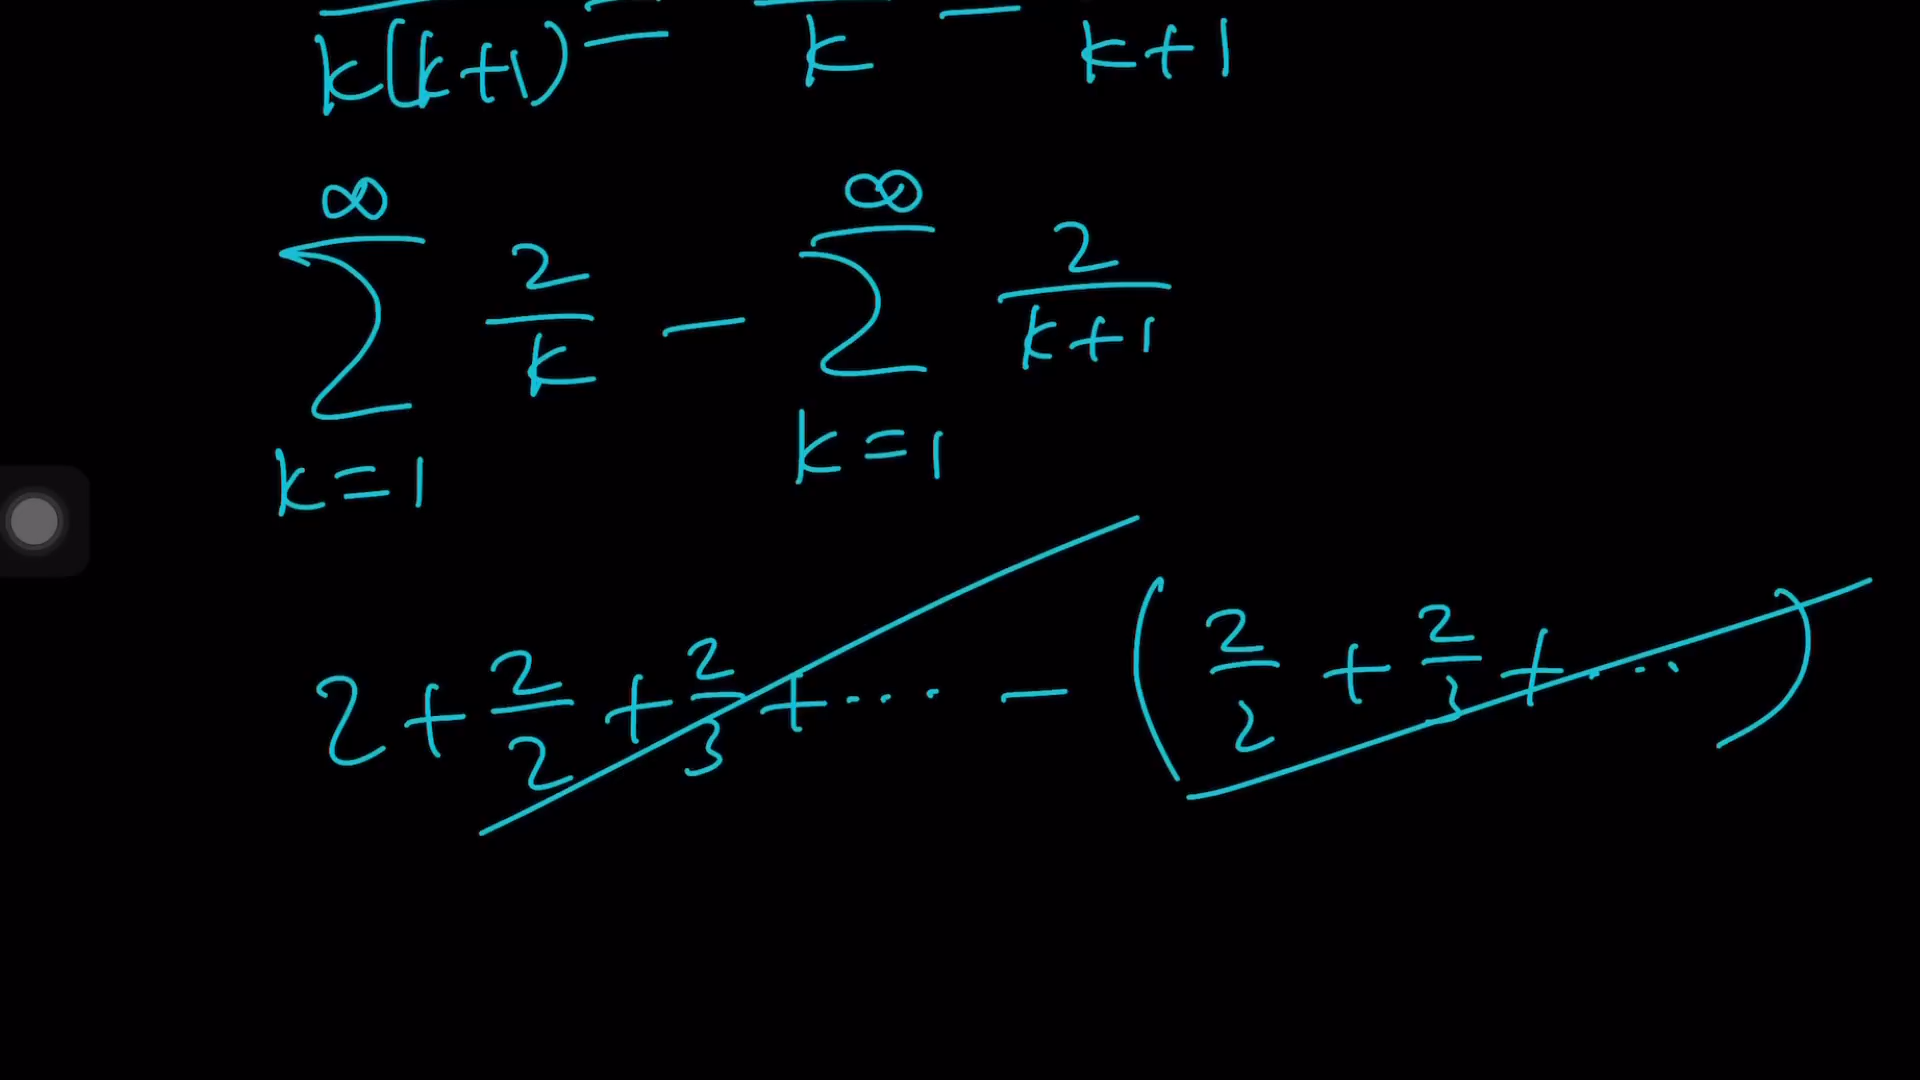 k(k+1) = k − k+1
∞ ∞
∑ 2/k − ∑ 2/k+1
k=1 k=1
2 + 2/2 + 2/3 + ... − (2/2 + 2/3 + ...)